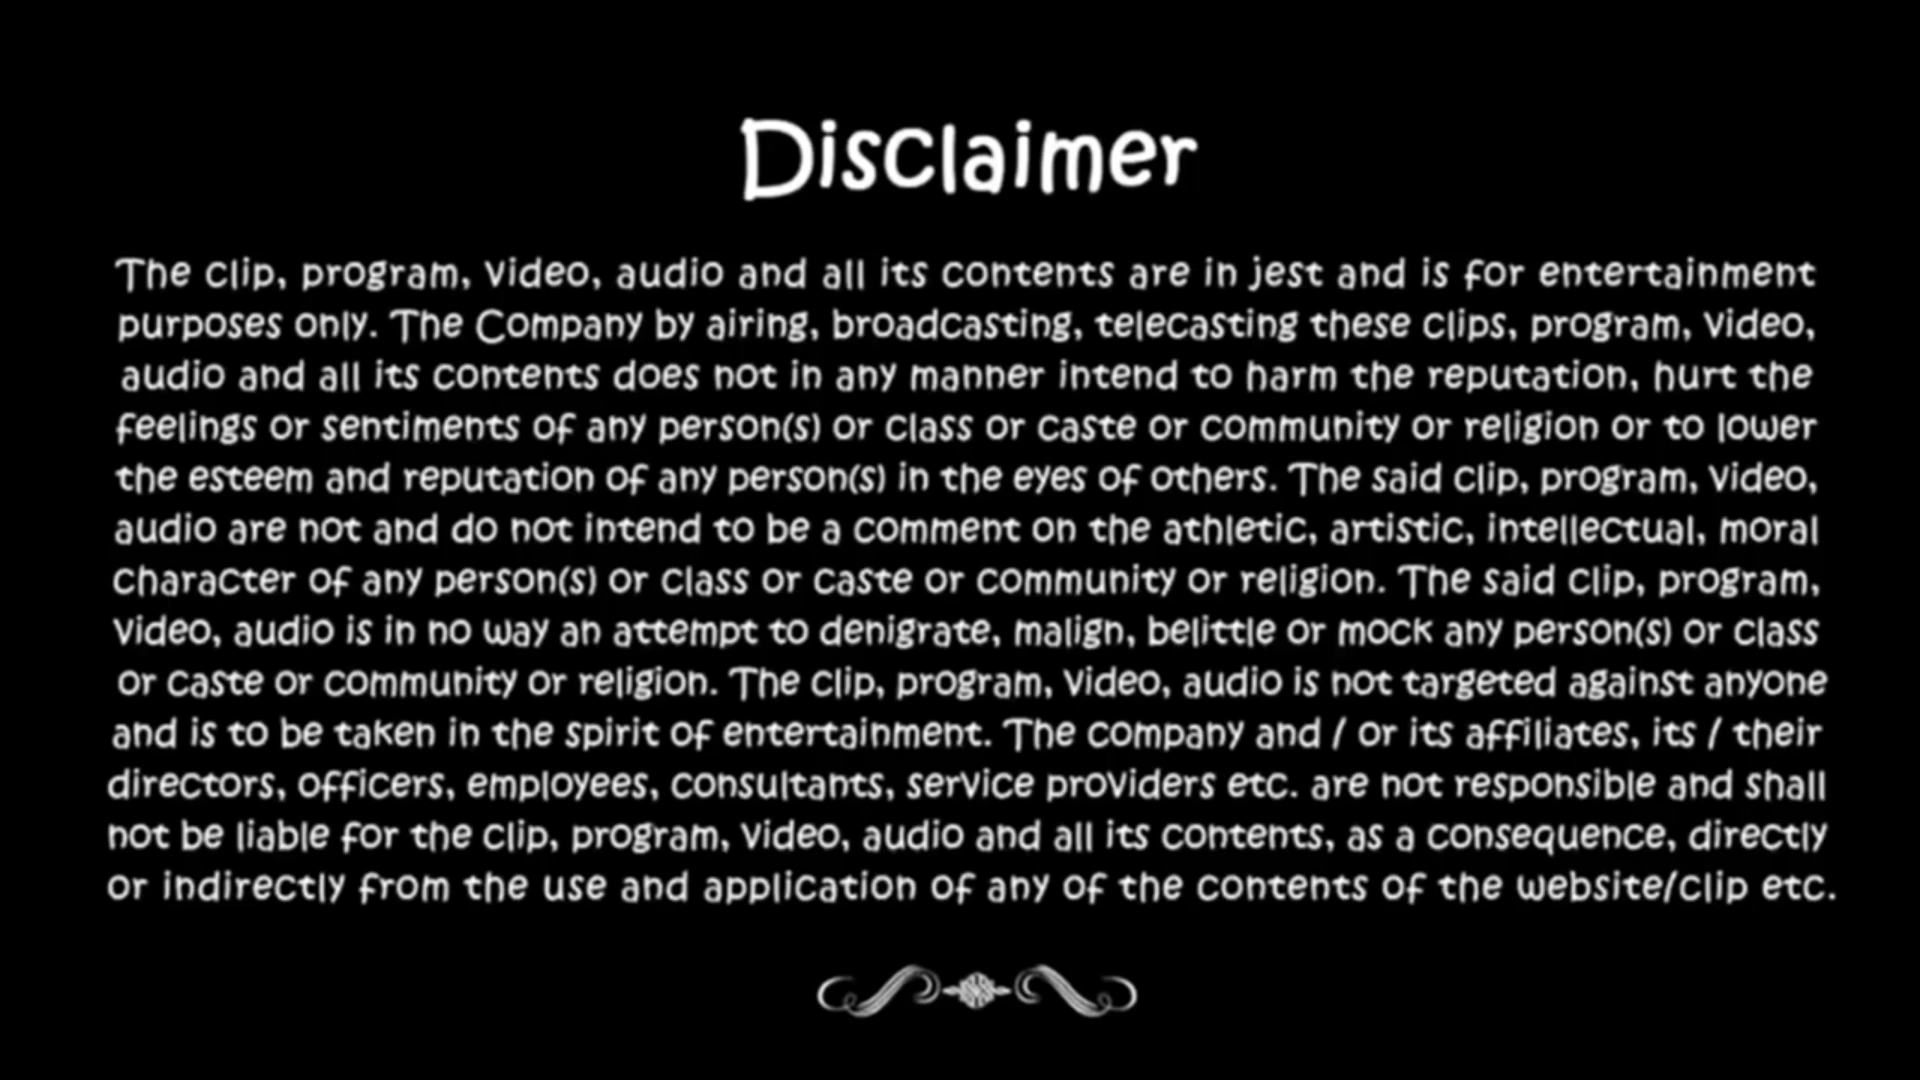 Disclaimer
The clip, program, video, audio and all its contents are in jest and is for entertainment
purposes only. The Company by airing, broadcasting, telecasting these clips, program, video,
audio and all its contents does not in any manner intend to harm the reputation, hurt the
feelings or sentiments of any person(s) or class or caste or community or religion or to lower
the esteem and reputation of any person(s) in the eyes of others. The said clip, program, video,
audio are not and do not intend to be a comment on the athletic, artistic, intellectual, moral
character of any person(s) or class or caste or community or religion. The said clip, program,
video, audio is in no way an attempt to denigrate, malign, belittle or mock any person(s) or class
or caste or community or religion. The clip, program, video, audio is not targeted against anyone
and is to be taken in the spirit of entertainment. The company and / or its affiliates, its / their
directors, officers, employees, consultants, service providers etc. are not responsible and shall
not be liable for the clip, program, video, audio and all its contents, as a consequence, directly
or indirectly from the use and application of any of the contents of the website/clip etc.